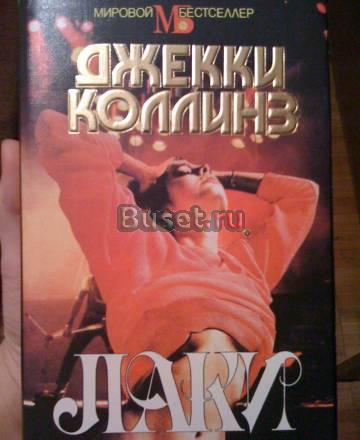 МИРОВОЙ МБ БЕСТСЕЛЛЕР
ДЖЕККИ
КОЛЛИНЗ
Buset.ru
ЛАКИ